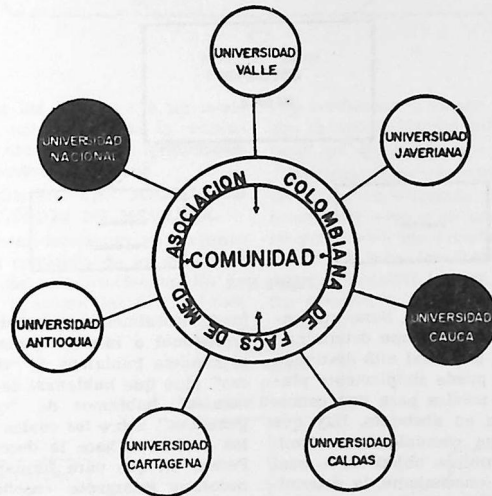 UNIVERSIDAD
VALLE
UNIVERSIDAD
NACIONAL
UNIVERSIDAD
JAVERIANA
ASOCIACION COLOMBIANA DE FACS DE MED
COMUNIDAD
UNIVERSIDAD
CAUCA
UNIVERSIDAD
ANTIOQUIA
UNIVERSIDAD
CARTAGENA
UNIVERSIDAD
CALDAS